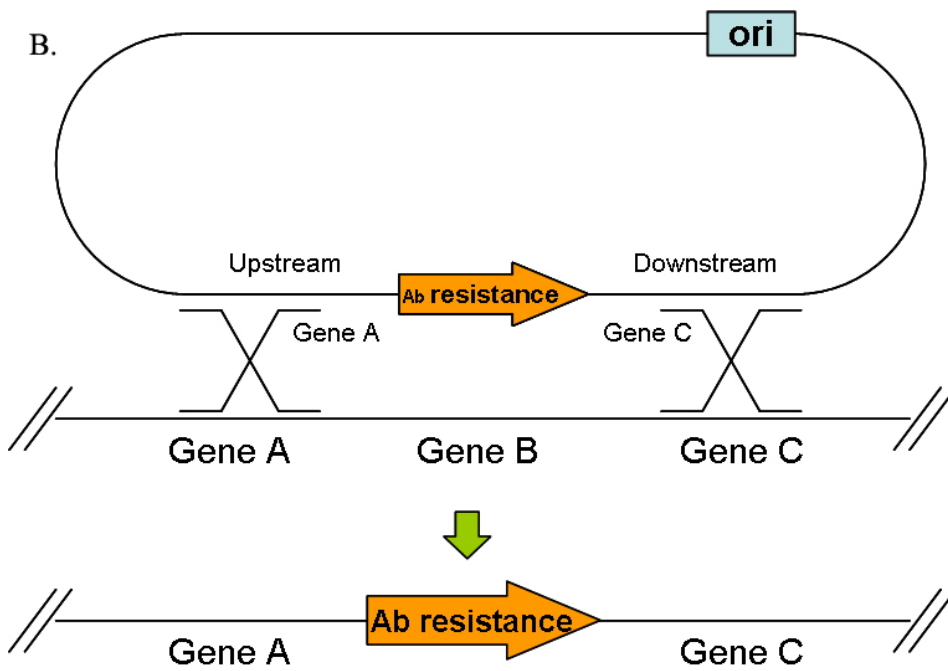 B.
ori
Upstream
Downstream
Ab resistance
Gene A
Gene C
Gene A
Gene B
Gene C
Ab resistance
Gene A
Gene C